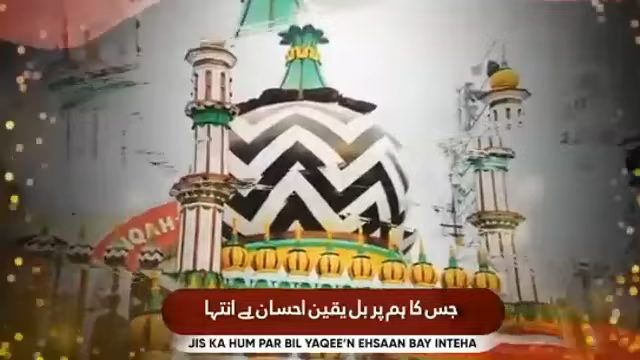 جس کا ہم پر بل یقین احسان بے انتہا
JIS KA HUM PAR BIL YAQEE'N EHSAAN BAY INTEHA